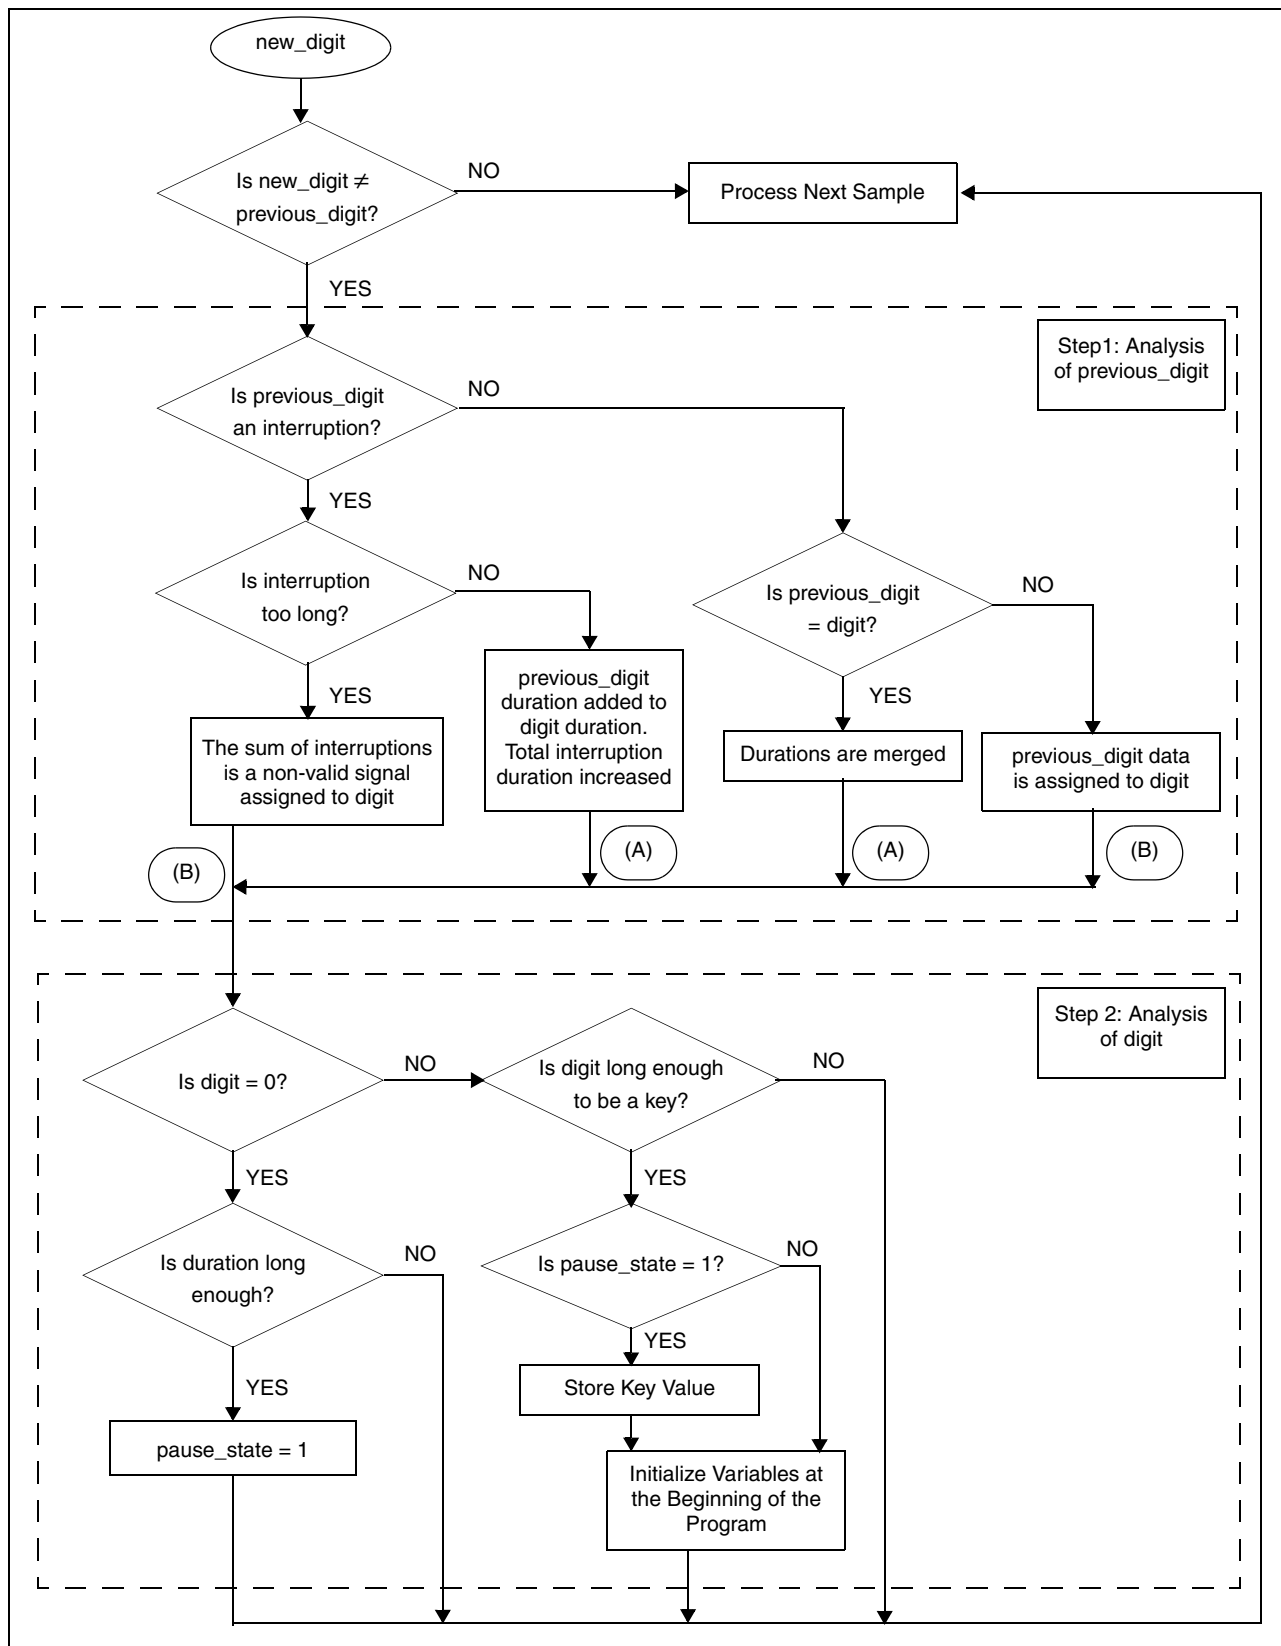 new_digit
Is new_digit ≠
previous_digit?
NO
Process Next Sample
YES
Step1: Analysis
of previous_digit
Is previous_digit
an interruption?
NO
YES
Is interruption
too long?
NO
Is previous_digit
= digit?
NO
YES
previous_digit
duration added to
digit duration.
Total interruption
duration increased
YES
The sum of interruptions
is a non-valid signal
assigned to digit
Durations are merged
previous_digit data
is assigned to digit
(B)
(A)
(A)
(B)
Step 2: Analysis
of digit
Is digit = 0?
NO
Is digit long enough
to be a key?
NO
YES
YES
Is duration long
enough?
NO
Is pause_state = 1?
NO
YES
YES
Store Key Value
pause_state = 1
Initialize Variables at
the Beginning of the
Program